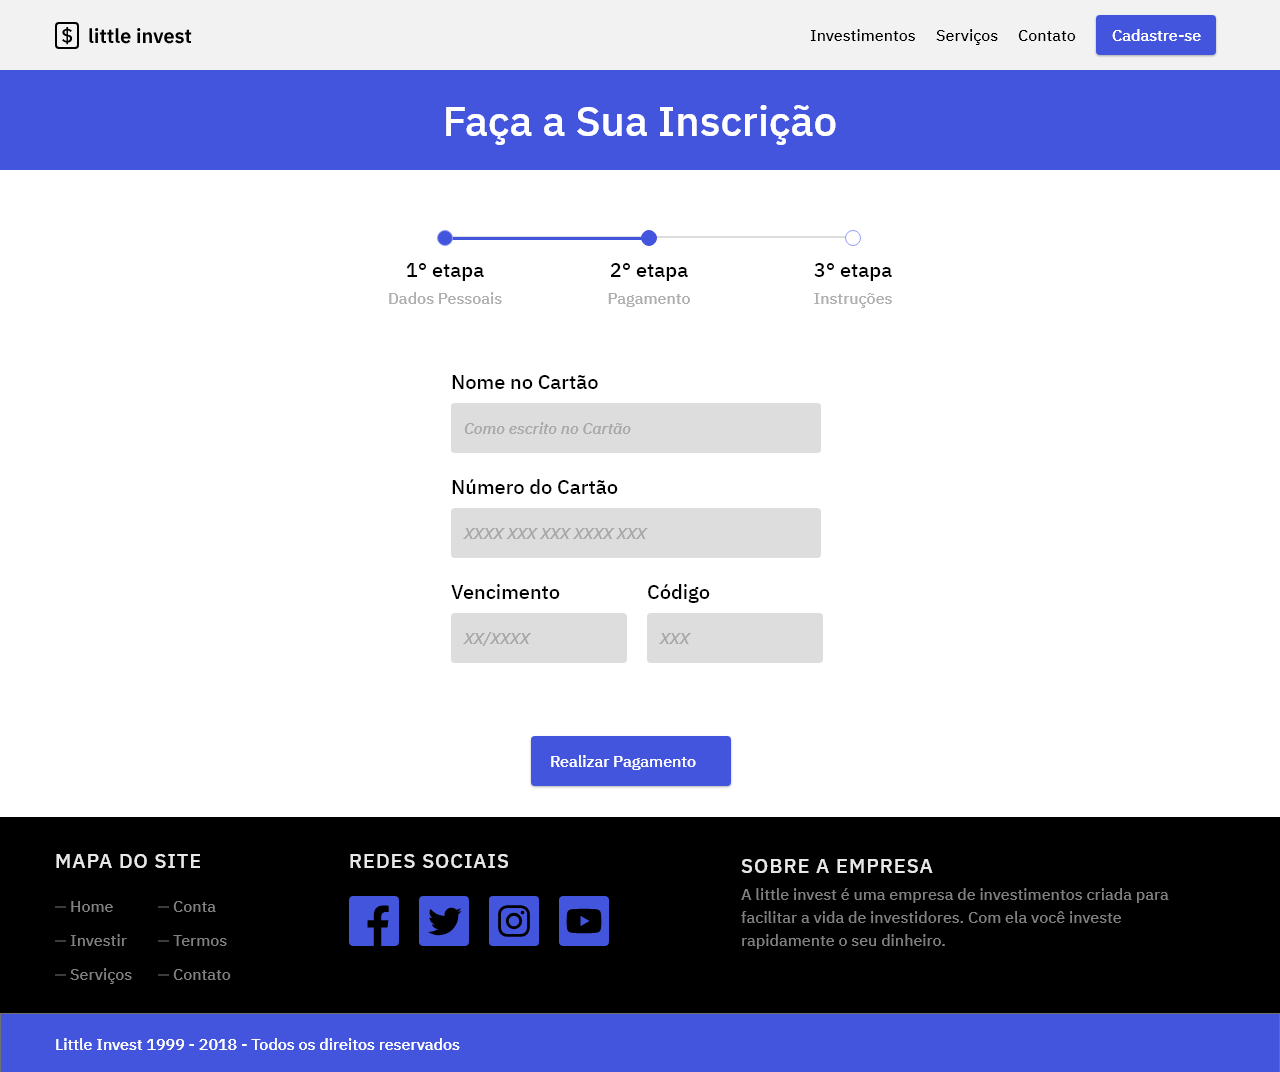 $ little invest
Investimentos Serviços Contato Cadastre-se
Faça a Sua Inscrição
1° etapa 2° etapa 3° etapa
Dados Pessoais Pagamento Instruções
Nome no Cartão
Como escrito no Cartão
Número do Cartão
XXXX XXX XXX XXXX XXX
Vencimento Código
XX/XXXX XXX
Realizar Pagamento
MAPA DO SITE
— Home — Conta
— Investir — Termos
— Serviços — Contato
REDES SOCIAIS
SOBRE A EMPRESA
A little invest é uma empresa de investimentos criada para
facilitar a vida de investidores. Com ela você investe
rapidamente o seu dinheiro.
Little Invest 1999 - 2018 - Todos os direitos reservados